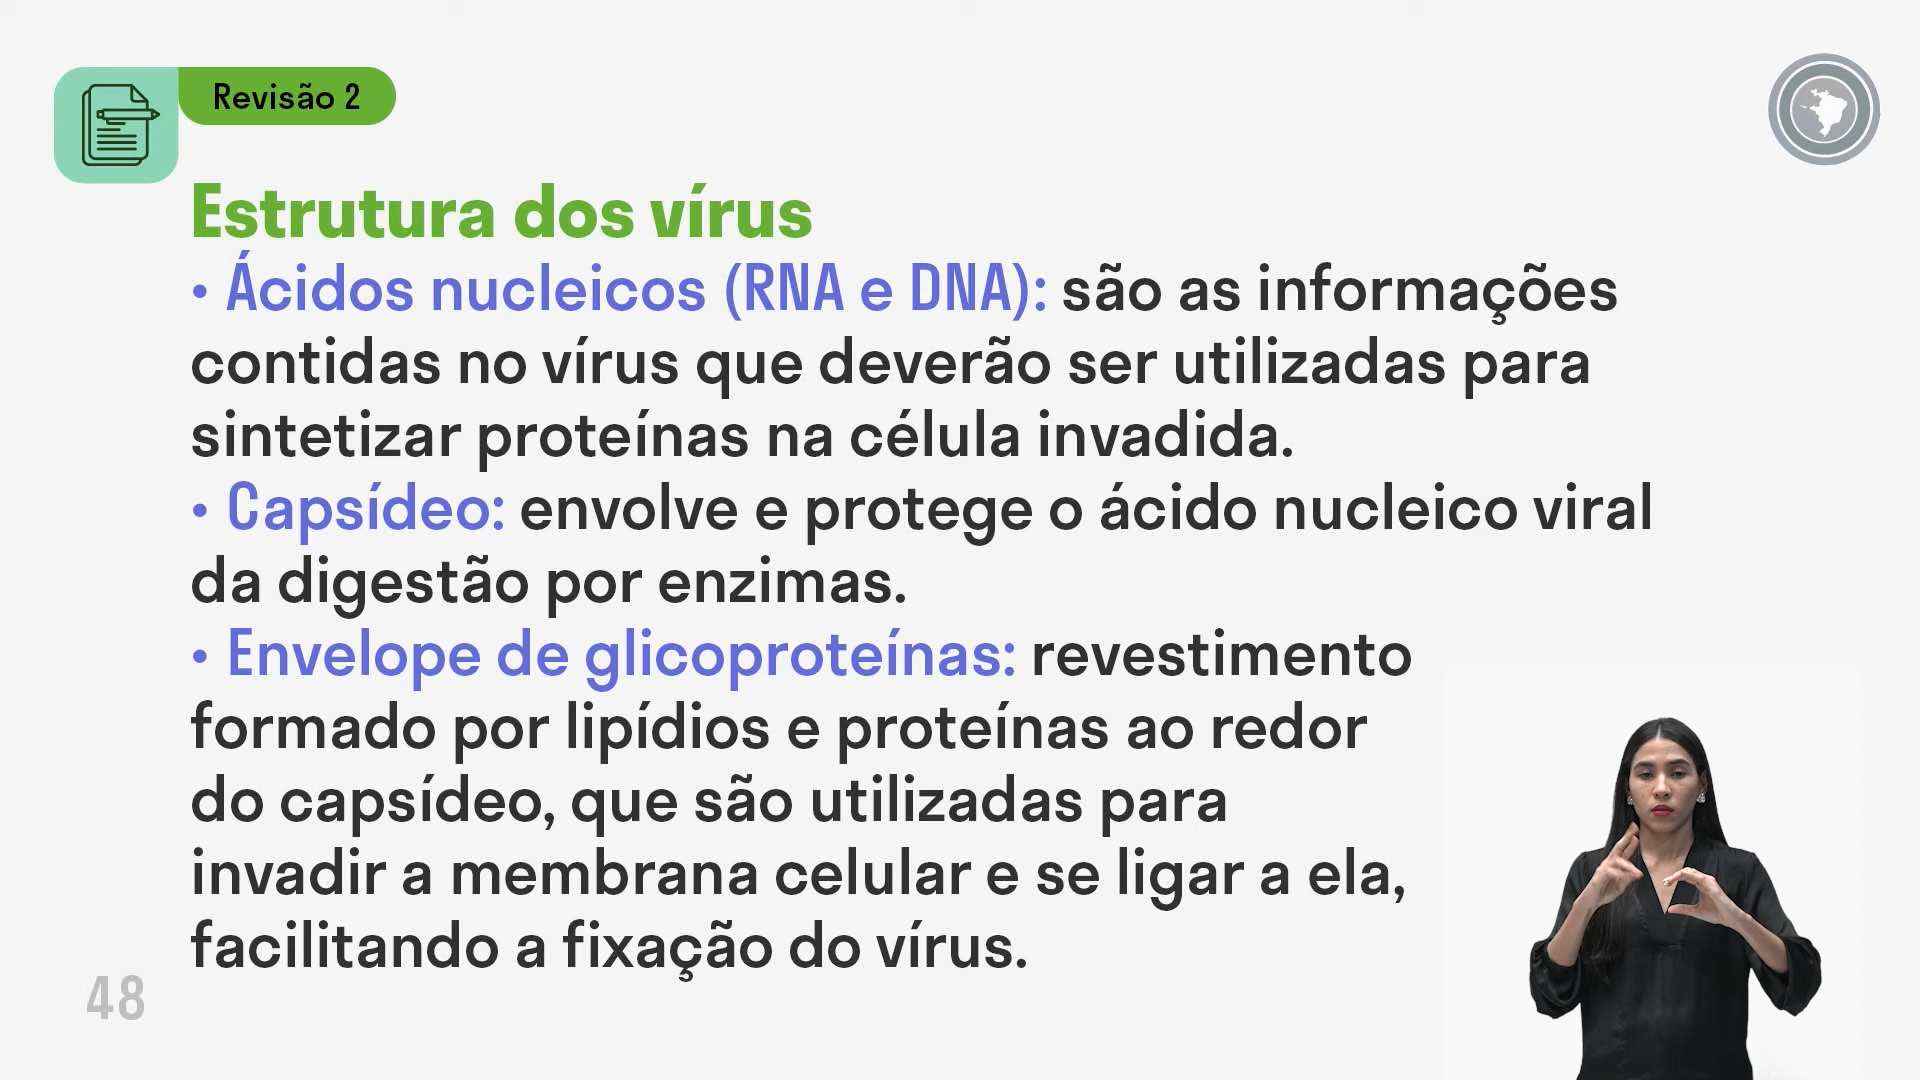 Revisão 2
Estrutura dos vírus
• Ácidos nucleicos (RNA e DNA): são as informações
contidas no vírus que deverão ser utilizadas para
sintetizar proteínas na célula invadida.
• Capsídeo: envolve e protege o ácido nucleico viral
da digestão por enzimas.
• Envelope de glicoproteínas: revestimento
formado por lipídios e proteínas ao redor
do capsídeo, que são utilizadas para
invadir a membrana celular e se ligar a ela,
facilitando a fixação do vírus.
48